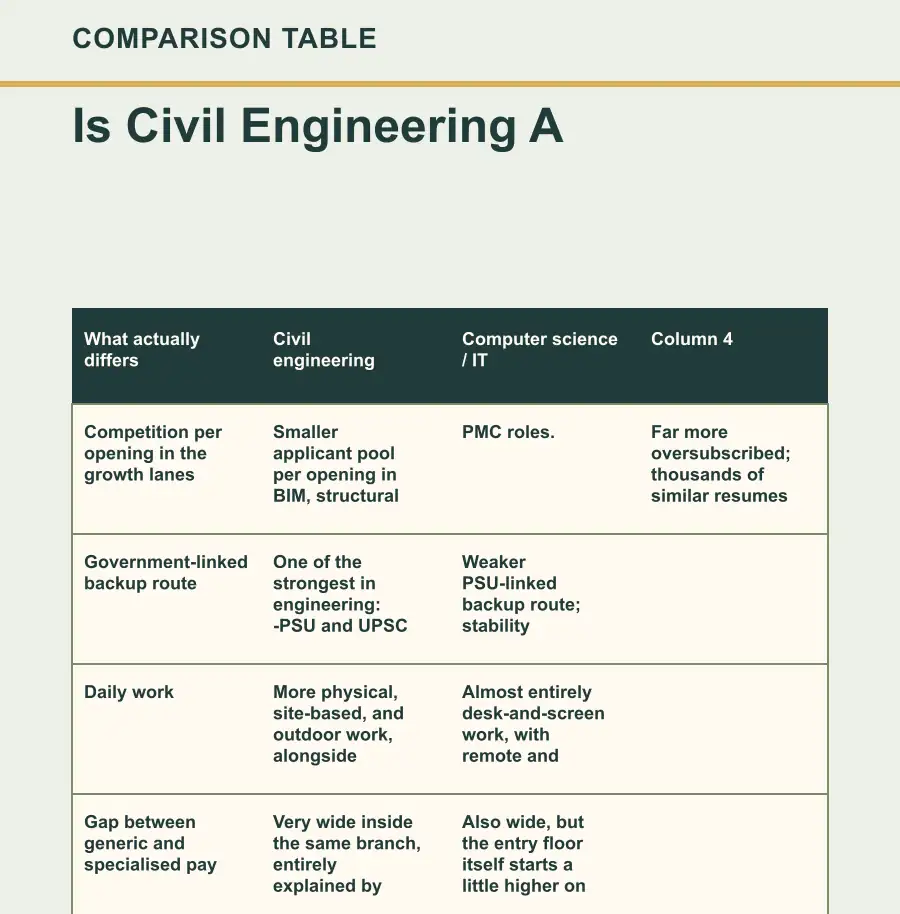 COMPARISON TABLE
Is Civil Engineering A
What actually
differs
Civil
engineering
Computer science
/ IT
Column 4
Competition per
opening in the
growth lanes
Smaller
applicant pool
per opening in
BIM, structural
PMC roles.
Far more
oversubscribed;
thousands of
similar resumes
Government-linked
backup route
One of the
strongest in
engineering:
-PSU and UPSC
Weaker
PSU-linked
backup route;
stability
Daily work
More physical,
site-based, and
outdoor work,
alongside
Almost entirely
desk-and-screen
work, with
remote and
Gap between
generic and
specialised pay
Very wide inside
the same branch,
entirely
explained by
Also wide, but
the entry floor
itself starts a
little higher on